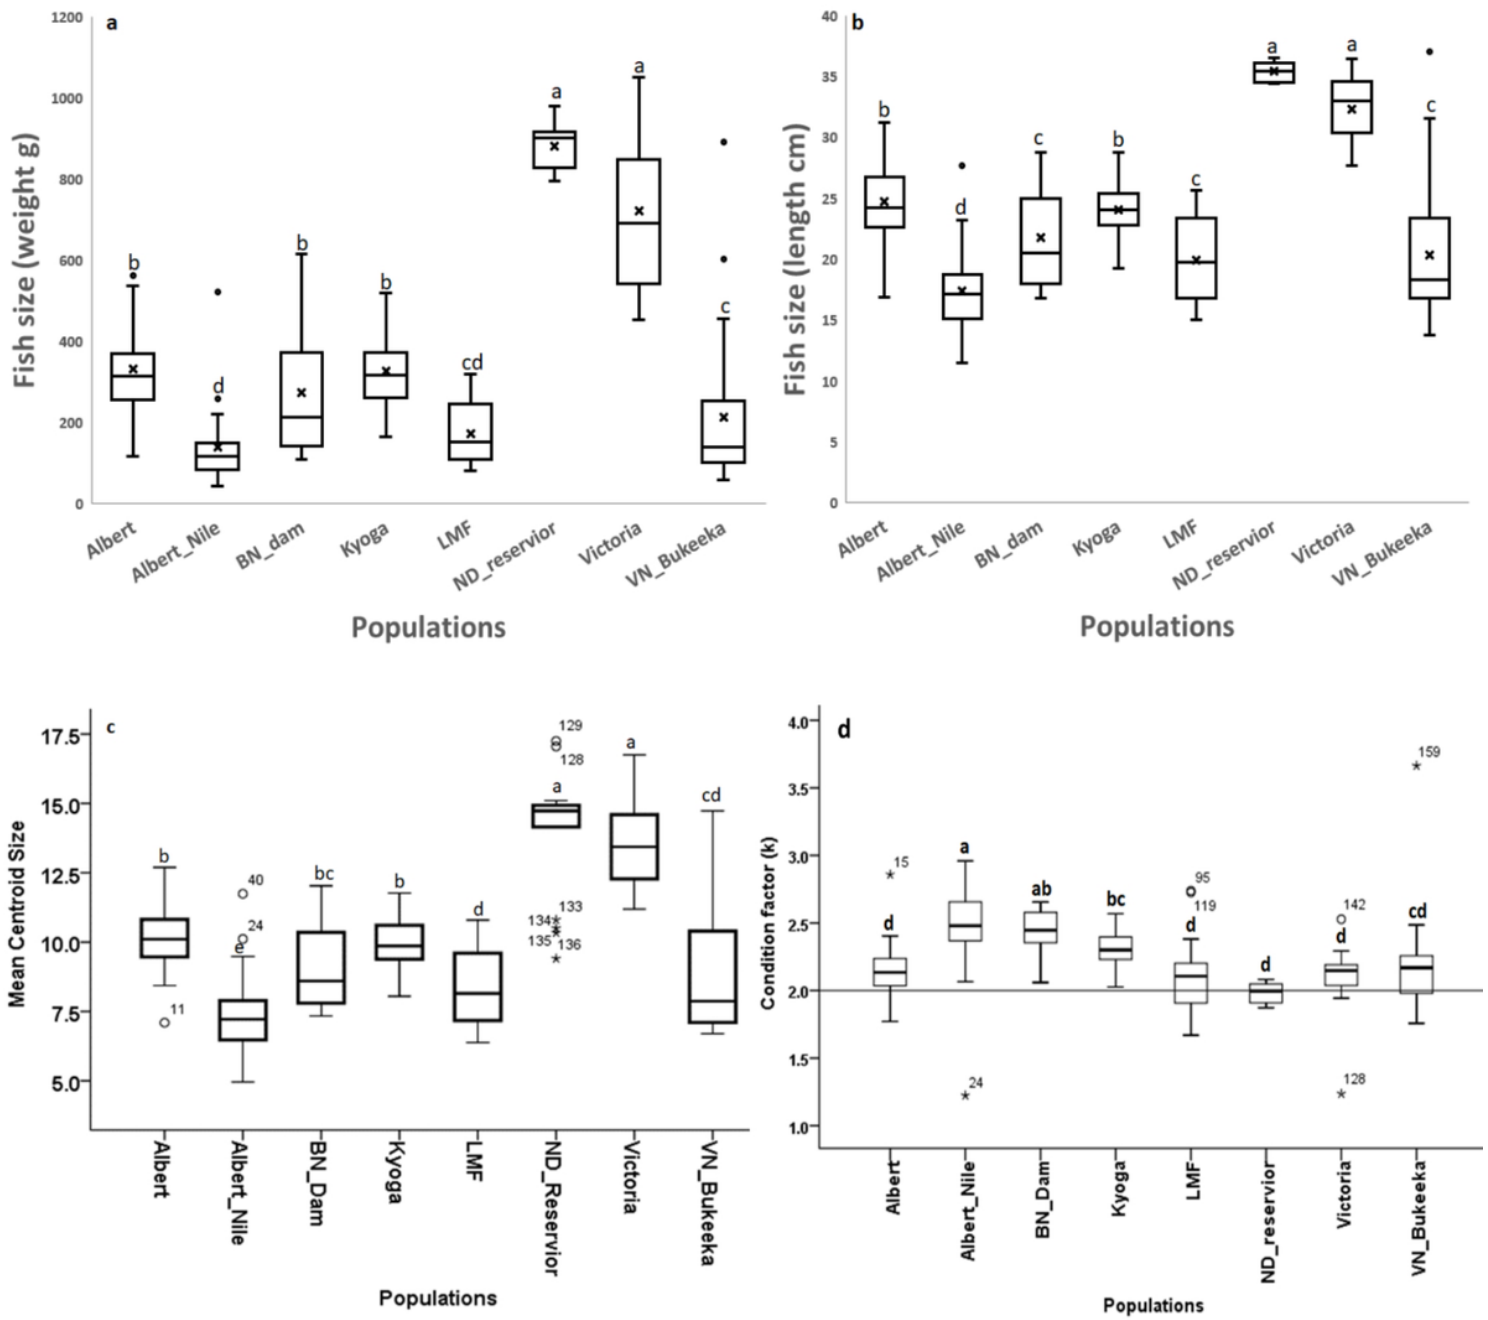 a
Fish size (weight g)
1200
1000
800
600
400
200
0
b
d
b
b
cd
a
a
c
Albert
Albert_Nile
BN_dam
Kyoga
LMF
ND_reservior
Victoria
VN_Bukeeka
Populations
b
Fish size (length cm)
40
35
30
25
20
15
10
5
0
b
d
c
b
c
a
a
c
Albert
Albert_Nile
BN_dam
Kyoga
LMF
ND_reservior
Victoria
VN_Bukeeka
Populations
c
Mean Centroid Size
17.5
15.0
12.5
10.0
7.5
5.0
b
11
40
24
e
bc
b
d
129
128
a
134
133
135
136
a
cd
Albert
Albert_Nile
BN_Dam
Kyoga
LMF
ND_Reservior
Victoria
VN_Bukeeka
Populations
d
Condition factor (k)
4.0
3.5
3.0
2.5
2.0
1.5
1.0
15
d
a
24
ab
bc
95
119
d
d
142
d
128
159
cd
Albert
Albert_Nile
BN_Dam
Kyoga
LMF
ND_reservior
Victoria
VN_Bukeeka
Populations